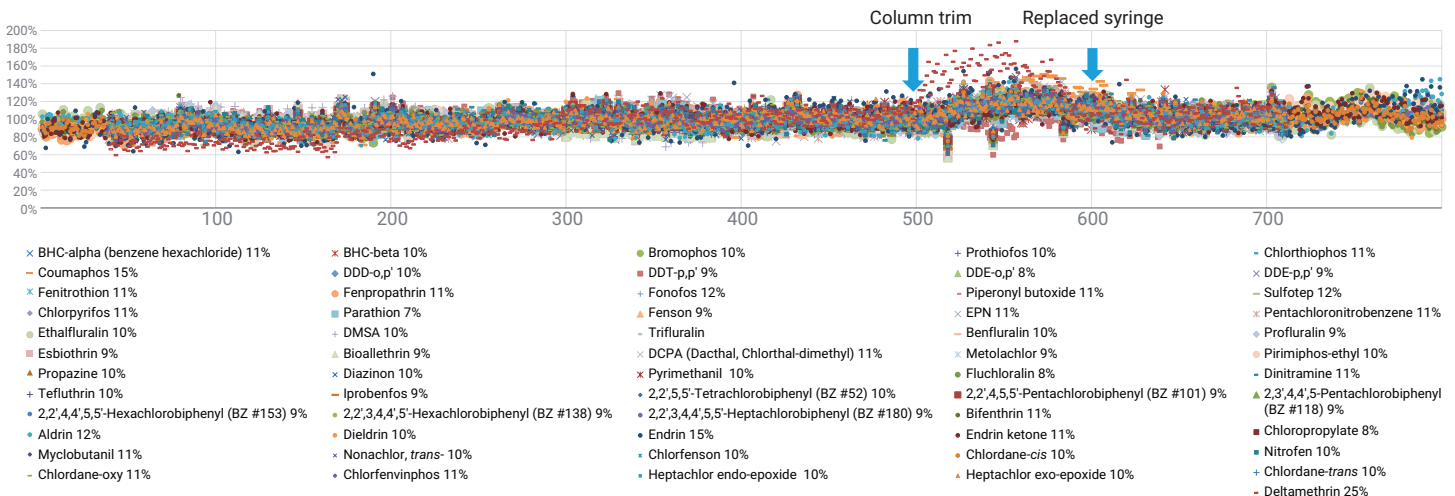 Column trim Replaced syringe
200%
180%
160%
140%
120%
100%
80%
60%
40%
20%
0%
100 200 300 400 500 600 700
BHC-alpha (benzene hexachloride) 11% BHC-beta 10% Bromophos 10% Prothiofos 10% Chlorthiophos 11%
Coumaphos 15% DDD-o,p' 10% DDT-p,p' 9% DDE-o,p' 8% DDE-p,p' 9%
Fenitrothion 11% Fenpropathrin 11% Fonofos 12% Piperonyl butoxide 11% Sulfotep 12%
Chlorpyrifos 11% Parathion 7% Fenson 9% EPN 11% Pentachloronitrobenzene 11%
Ethalfluralin 10% DMSA 10% Trifluralin Benfluralin 10% Profluralin 9%
Esbiothrin 9% Bioallethrin 9% DCPA (Dacthal, Chlorthal-dimethyl) 11% Metolachlor 9% Pirimiphos-ethyl 10%
Propazine 10% Diazinon 10% Pyrimethanil 10% Fluchloralin 8% Dinitramine 11%
Tefluthrin 10% Iprobenfos 9% 2,2',5,5'-Tetrachlorobiphenyl (BZ #52) 10% 2,2',4,5,5'-Pentachlorobiphenyl (BZ #101) 9% 2,3',4,4',5-Pentachlorobiphenyl
(BZ #118) 9%
2,2',4,4',5,5'-Hexachlorobiphenyl (BZ #153) 9% 2,2',3,4,4',5'-Hexachlorobiphenyl (BZ #138) 9% 2,2',3,4,4',5,5'-Heptachlorobiphenyl (BZ #180) 9% Bifenthrin 11%
Aldrin 12% Dieldrin 10% Endrin 15% Endrin ketone 11% Chloropropylate 8%
Myclobutanil 11% Nonachlor, trans- 10% Chlorfenson 10% Chlordane-cis 10% Nitrofen 10%
Chlordane-oxy 11% Chlorfenvinphos 11% Heptachlor endo-epoxide 10% Heptachlor exo-epoxide 10% Chlordane-trans 10%
Deltamethrin 25%